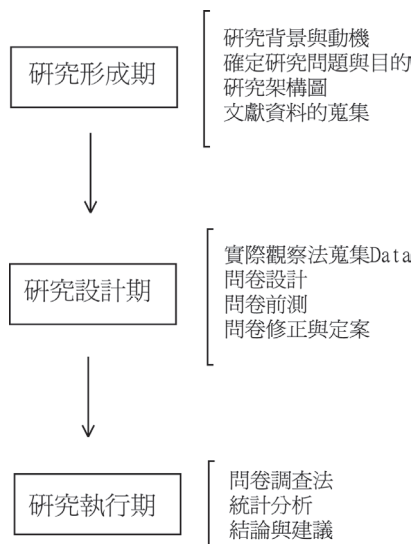 研究形成期
研究背景與動機
確定研究問題與目的
研究架構圖
文獻資料的蒐集
研究設計期
實際觀察法蒐集Data
問卷設計
問卷前測
問卷修正與定案
研究執行期
問卷調查法
統計分析
結論與建議